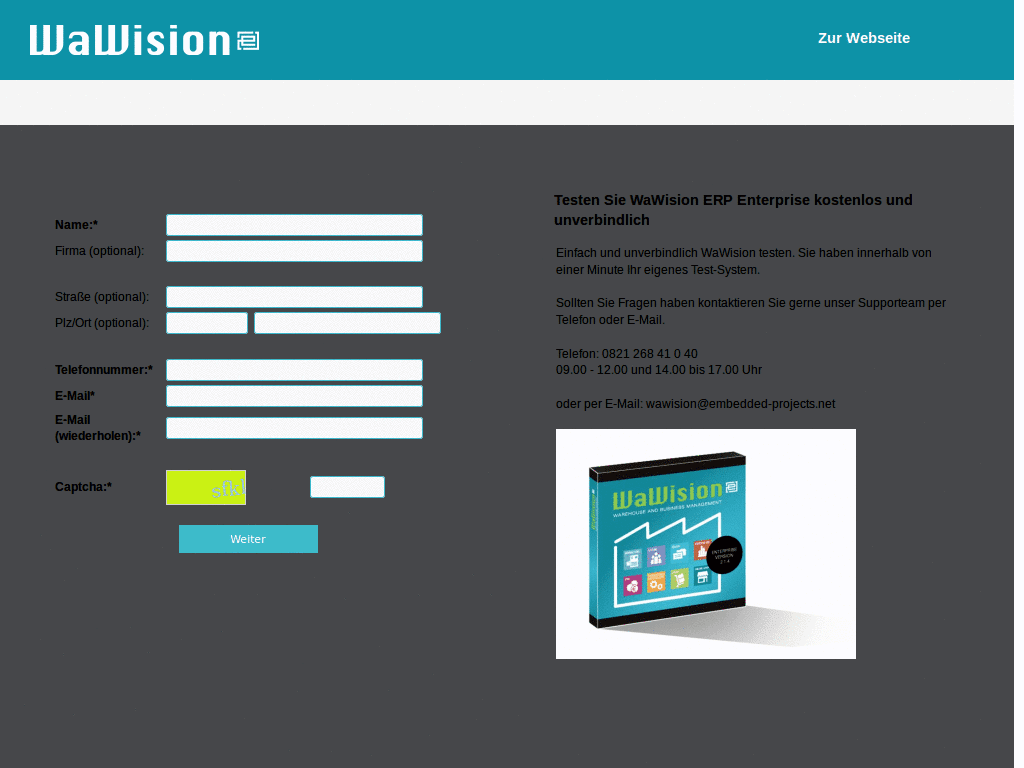 WaWision
Zur Webseite
Name:*
Firma (optional):
Straße (optional):
Plz/Ort (optional):
Telefonnummer:*
E-Mail*
E-Mail
(wiederholen):*
Captcha:*
sfkl
Weiter
Testen Sie WaWision ERP Enterprise kostenlos und
unverbindlich
Einfach und unverbindlich WaWision testen. Sie haben innerhalb von
einer Minute Ihr eigenes Test-System.
Sollten Sie Fragen haben kontaktieren Sie gerne unser Supporteam per
Telefon oder E-Mail.
Telefon: 0821 268 41 0 40
09.00 - 12.00 und 14.00 bis 17.00 Uhr
oder per E-Mail: wawision@embedded-projects.net
WaWision
WAREHOUSE AND BUSINESS MANAGEMENT
ENTERPRISE
VERSION